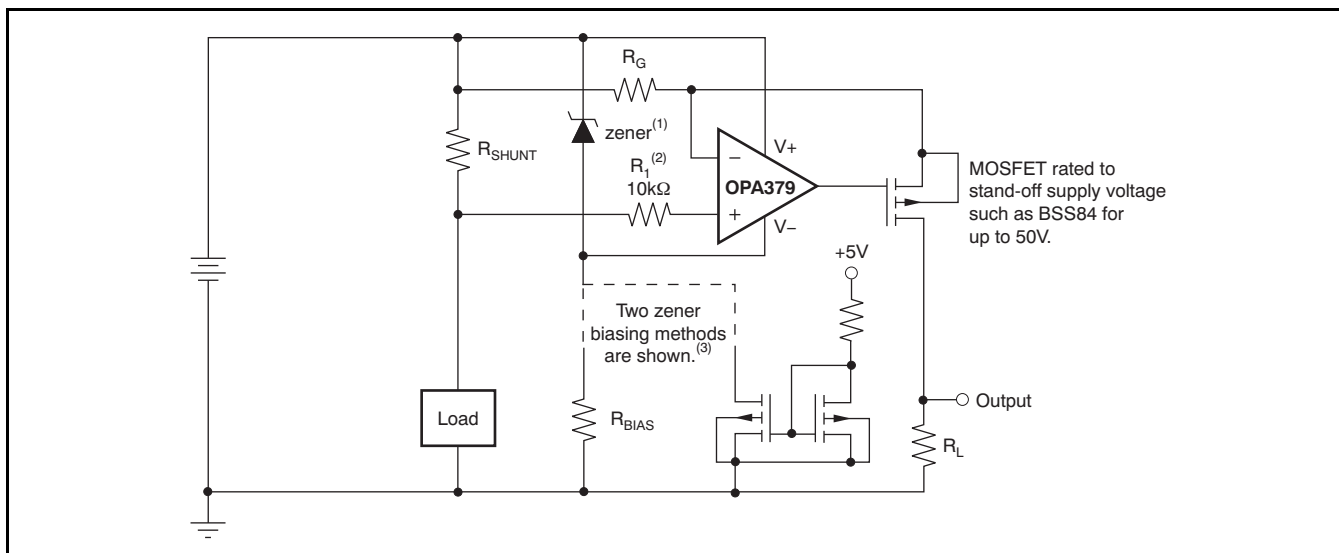 R_G
zener(1)
V+
R_SHUNT
R_1(2)
10kΩ
−
OPA379
+
V−
MOSFET rated to
stand-off supply voltage
such as BSS84 for
up to 50V.
+5V
Two zener
biasing methods
are shown.(3)
Load
R_BIAS
Output
R_L